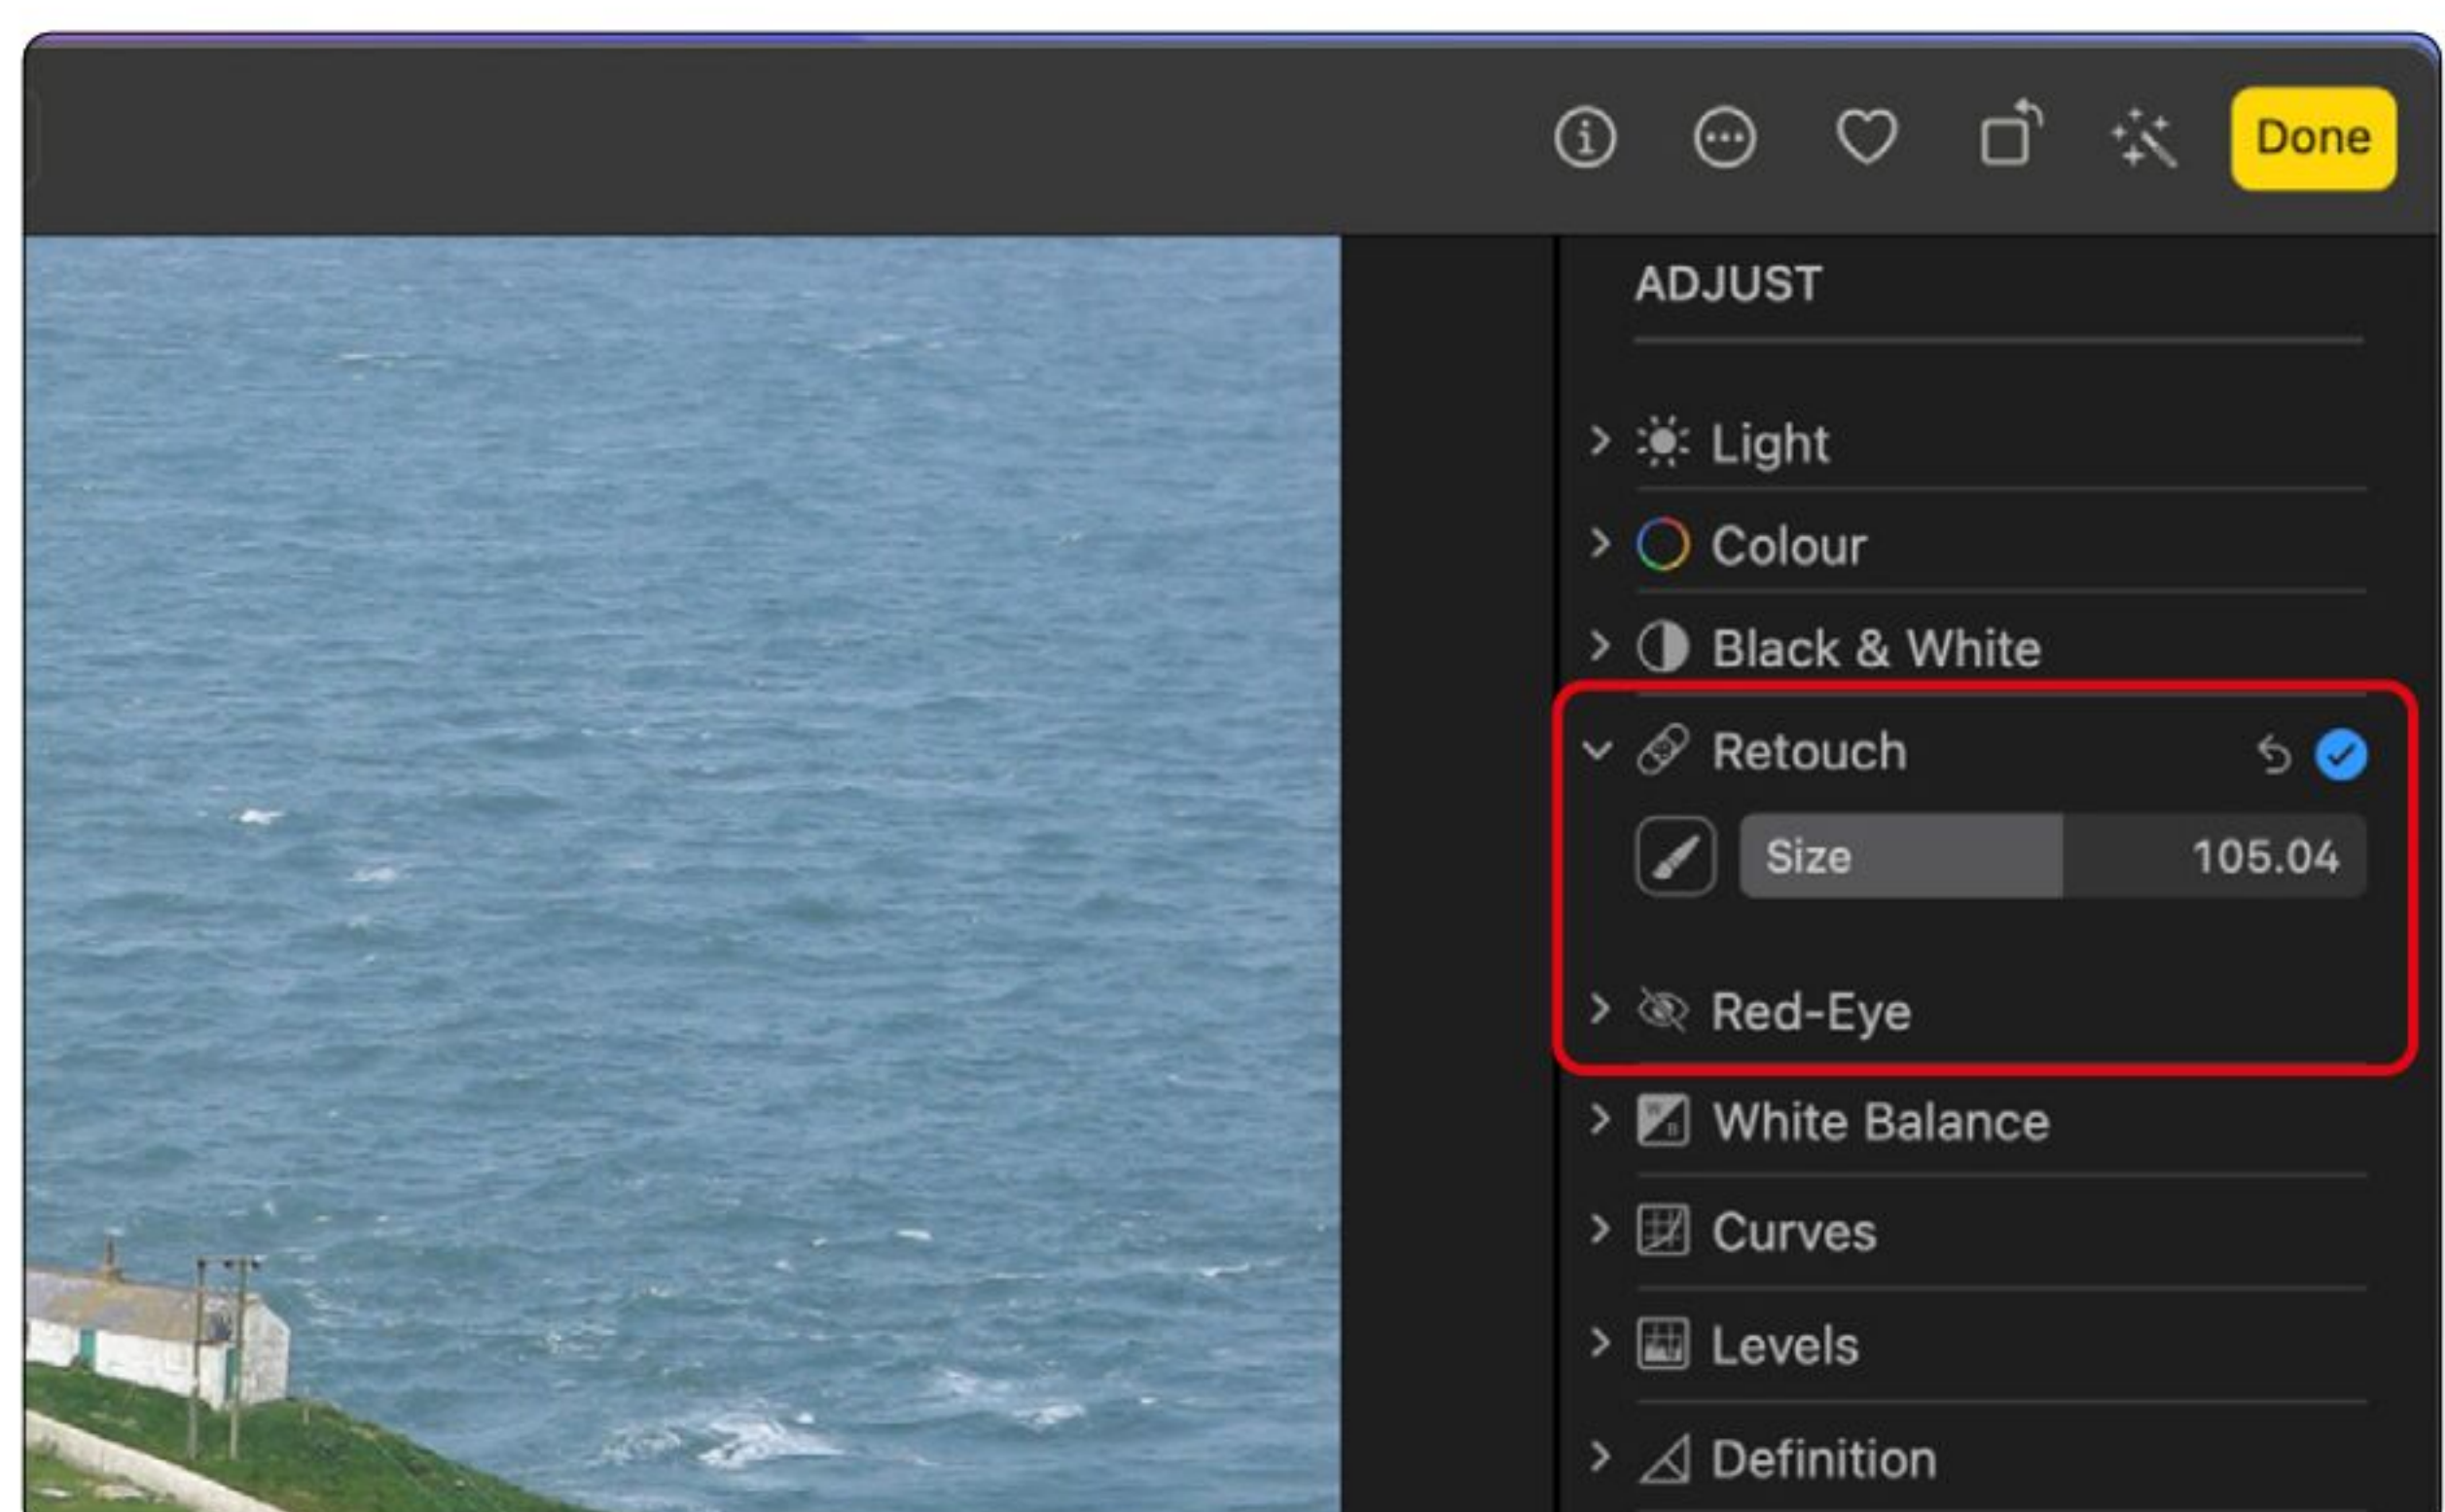 Done
ADJUST
Light
Colour
Black & White
Retouch
Size 105.04
Red-Eye
White Balance
Curves
Levels
Definition